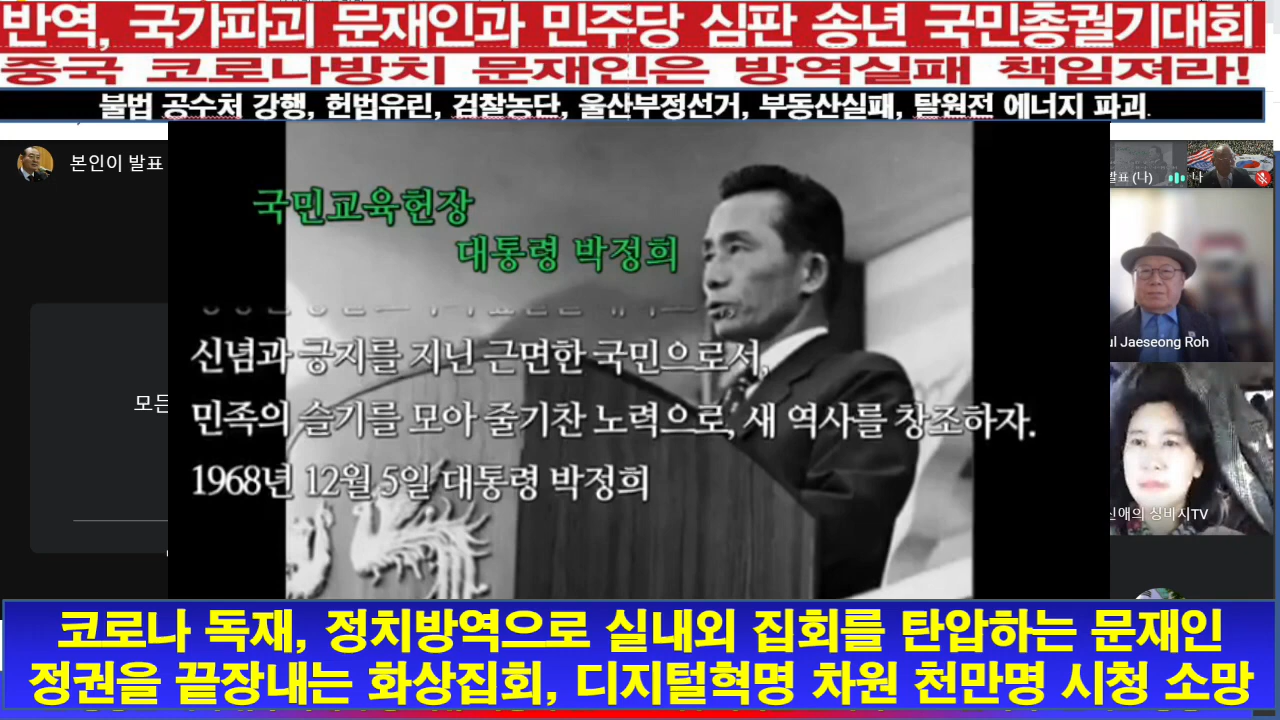 반역, 국가파괴 문재인과 민주당 심판 송년 국민총궐기대회
중국 코로나방치 문재인은 방역실패 책임져라!
불법 공수처 강행, 헌법유린, 검찰농단, 울산부정선거, 부동산실패, 탈원전 에너지 파괴.
본인이 발표
발표 (나)
나
국민교육헌장
대통령 박정희
신념과 긍지를 지닌 근면한 국민으로서,
민족의 슬기를 모아 줄기찬 노력으로, 새 역사를 창조하자.
1968년 12월 5일 대통령 박정희
모든
Jaeseong Roh
코로나 독재, 정치방역으로 실내외 집회를 탄압하는 문재인
정권을 끝장내는 화상집회, 디지털혁명 차원 천만명 시청 소망